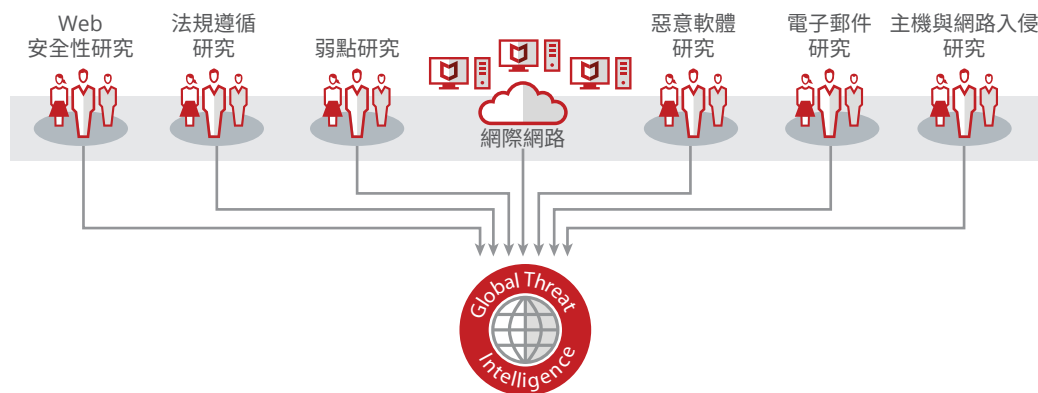 Web
安全性研究
法規遵循
研究
弱點研究
網際網路
惡意軟體
研究
電子郵件
研究
主機與網路入侵
研究
Global Threat
Intelligence